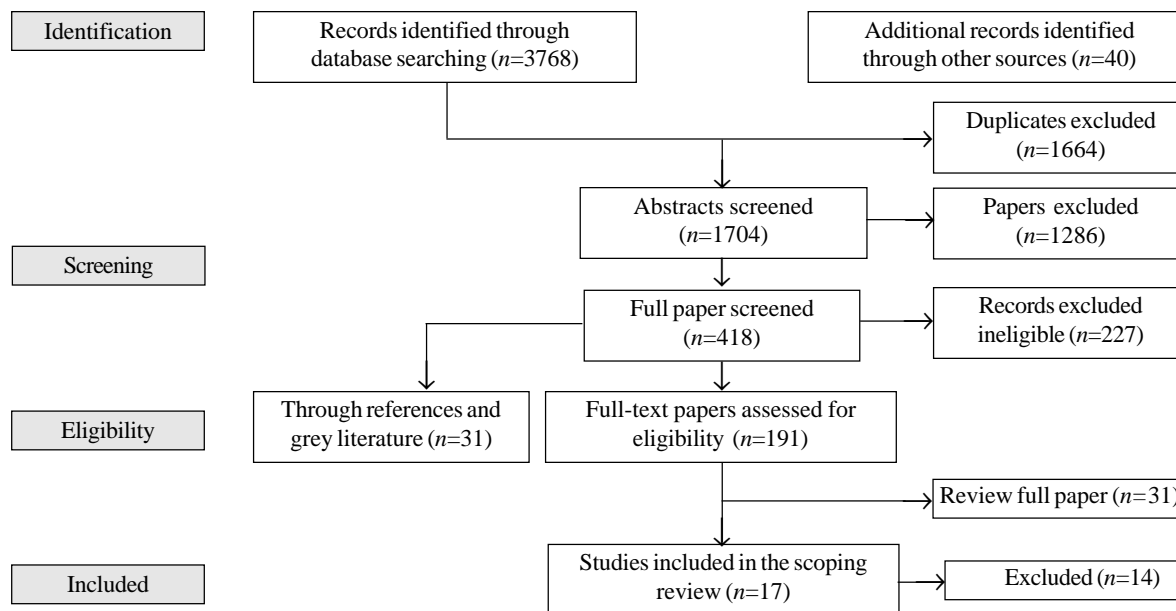 Identification
Records identified through
database searching (n=3768)
Additional records identified
through other sources (n=40)
Duplicates excluded
(n=1664)
Abstracts screened
(n=1704)
Papers excluded
(n=1286)
Screening
Full paper screened
(n=418)
Records excluded
ineligible (n=227)
Eligibility
Through references and
grey literature (n=31)
Full-text papers assessed for
eligibility (n=191)
Review full paper (n=31)
Included
Studies included in the scoping
review (n=17)
Excluded (n=14)